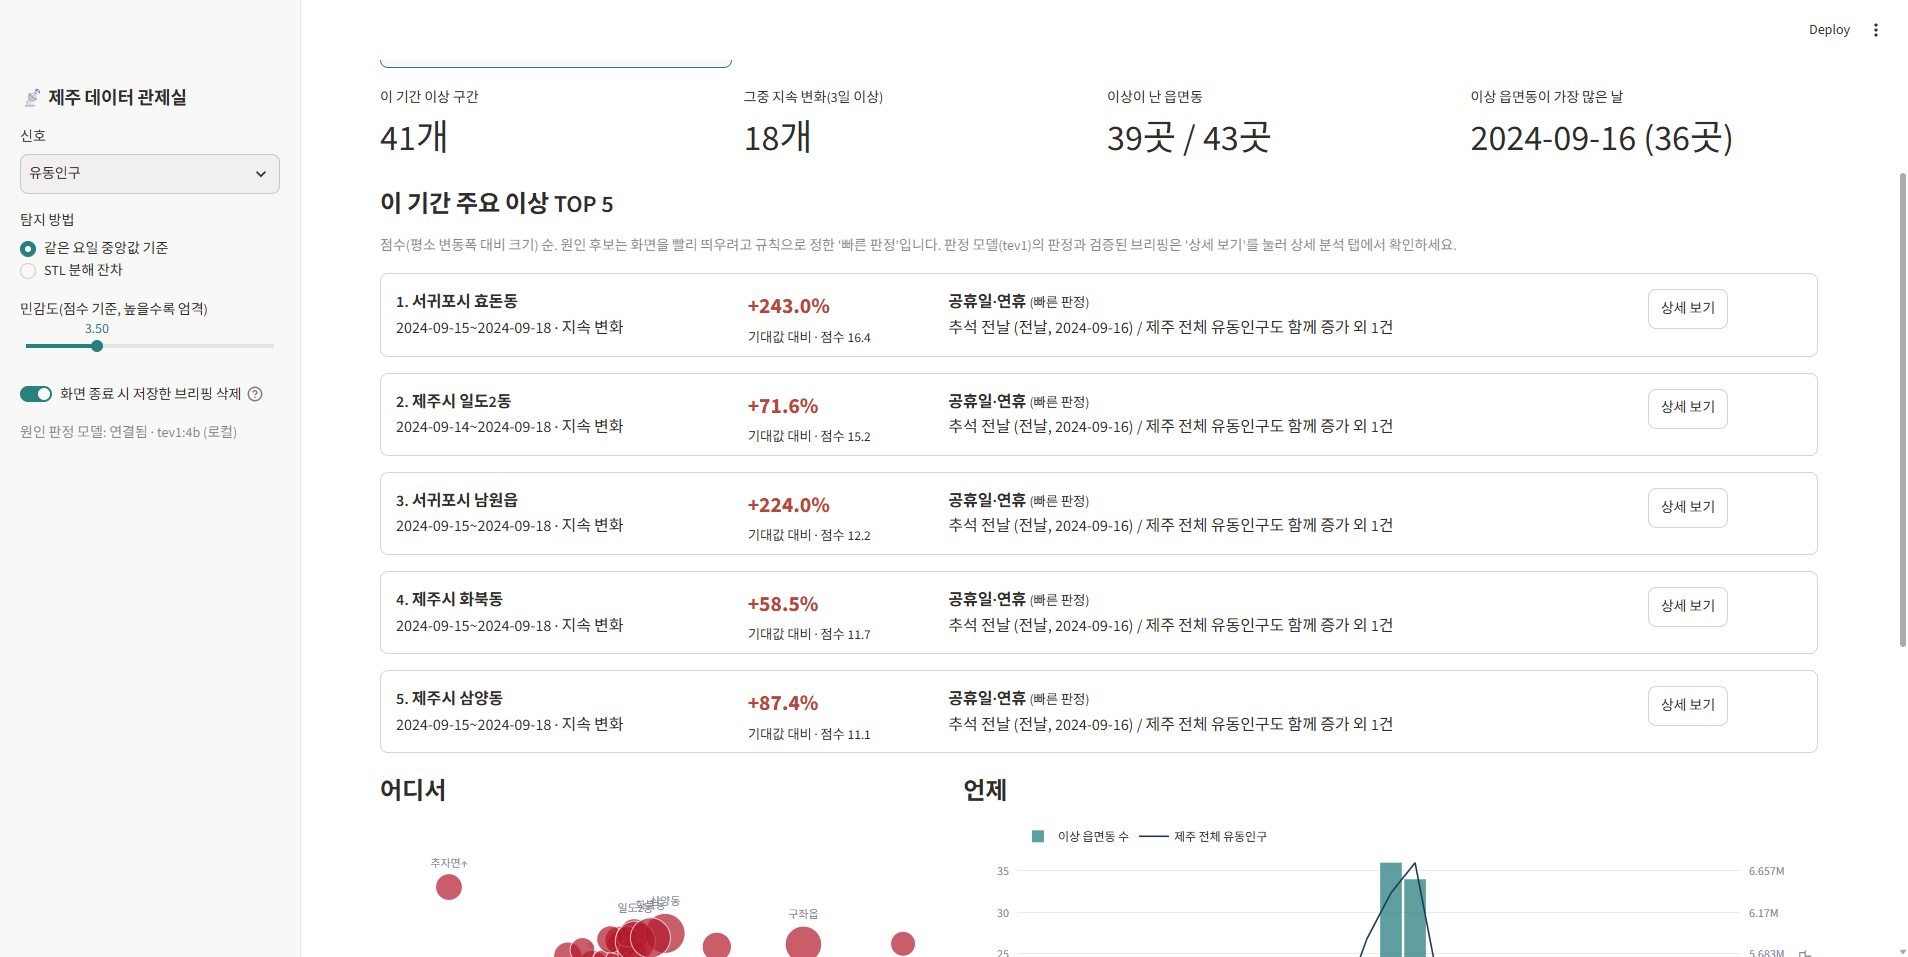 Deploy
제주 데이터 관제실
신호
유동인구
탐지 방법
같은 요일 중앙값 기준
STL 분해 잔차
민감도(점수 기준, 높을수록 엄격)
3.50
화면 종료 시 저장한 브리핑 삭제
원인 판정 모델: 연결됨 · tev1:4b (로컬)
이 기간 이상 구간
41개
그중 지속 변화(3일 이상)
18개
이상이 난 읍면동
39곳 / 43곳
이상 읍면동이 가장 많은 날
2024-09-16 (36곳)
이 기간 주요 이상 TOP 5
점수(평소 변동폭 대비 크기) 순. 원인 후보는 화면을 빨리 띄우려고 규칙으로 정한 '빠른 판정'입니다. 판정 모델(tev1)의 판정과 검증된 브리핑은 '상세 보기'를 눌러 상세 분석 탭에서 확인하세요.
1. 서귀포시 효돈동
2024-09-15~2024-09-18 · 지속 변화
+243.0%
기대값 대비 · 점수 16.4
공휴일·연휴 (빠른 판정)
추석 전날 (전날, 2024-09-16) / 제주 전체 유동인구도 함께 증가 외 1건
상세 보기
2. 제주시 일도2동
2024-09-14~2024-09-18 · 지속 변화
+71.6%
기대값 대비 · 점수 15.2
공휴일·연휴 (빠른 판정)
추석 전날 (전날, 2024-09-16) / 제주 전체 유동인구도 함께 증가 외 1건
상세 보기
3. 서귀포시 남원읍
2024-09-15~2024-09-18 · 지속 변화
+224.0%
기대값 대비 · 점수 12.2
공휴일·연휴 (빠른 판정)
추석 전날 (전날, 2024-09-16) / 제주 전체 유동인구도 함께 증가 외 1건
상세 보기
4. 제주시 화북동
2024-09-15~2024-09-18 · 지속 변화
+58.5%
기대값 대비 · 점수 11.7
공휴일·연휴 (빠른 판정)
추석 전날 (전날, 2024-09-16) / 제주 전체 유동인구도 함께 증가 외 1건
상세 보기
5. 제주시 삼양동
2024-09-15~2024-09-18 · 지속 변화
+87.4%
기대값 대비 · 점수 11.1
공휴일·연휴 (빠른 판정)
추석 전날 (전날, 2024-09-16) / 제주 전체 유동인구도 함께 증가 외 1건
상세 보기
어디서
추자면↑
삼양동
구좌읍
언제
이상 읍면동 수
제주 전체 유동인구
35
6.657M
30
6.17M
25
5.683M